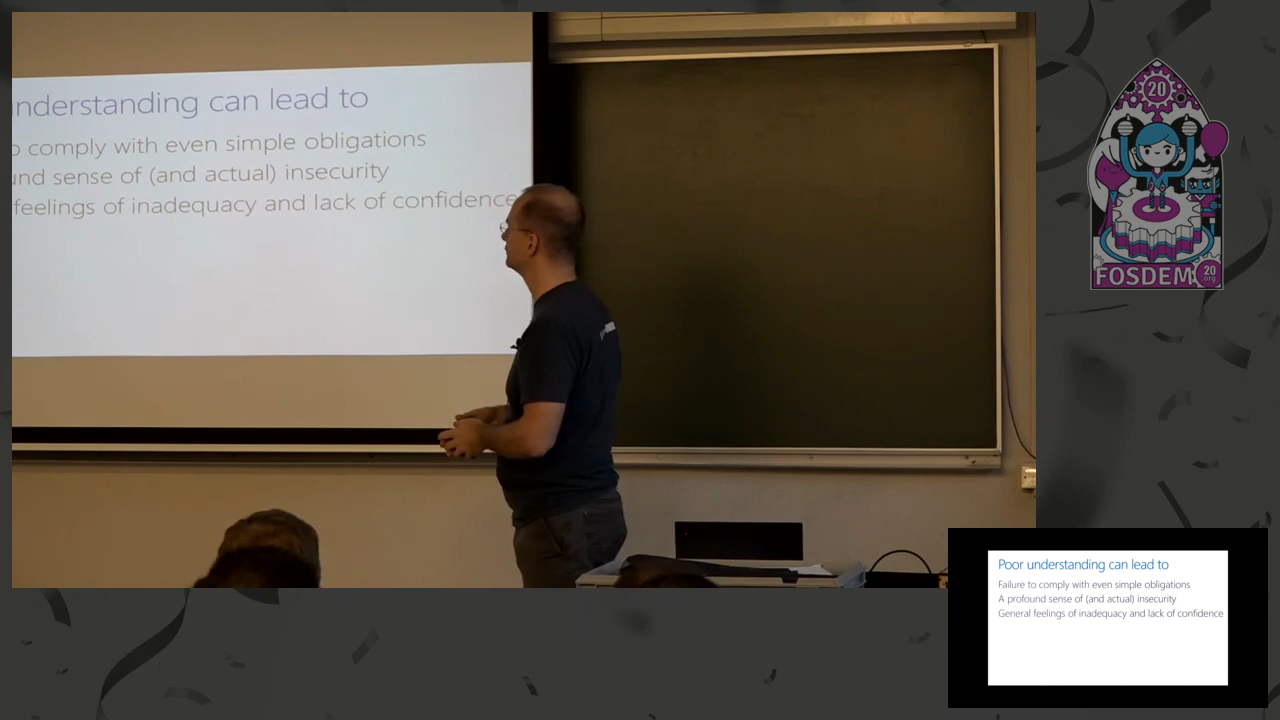 nderstanding can lead to
o comply with even simple obligations
und sense of (and actual) insecurity
feelings of inadequacy and lack of confidence
20
FOSDEM
20
.org
Poor understanding can lead to
Failure to comply with even simple obligations
A profound sense of (and actual) insecurity
General feelings of inadequacy and lack of confidence